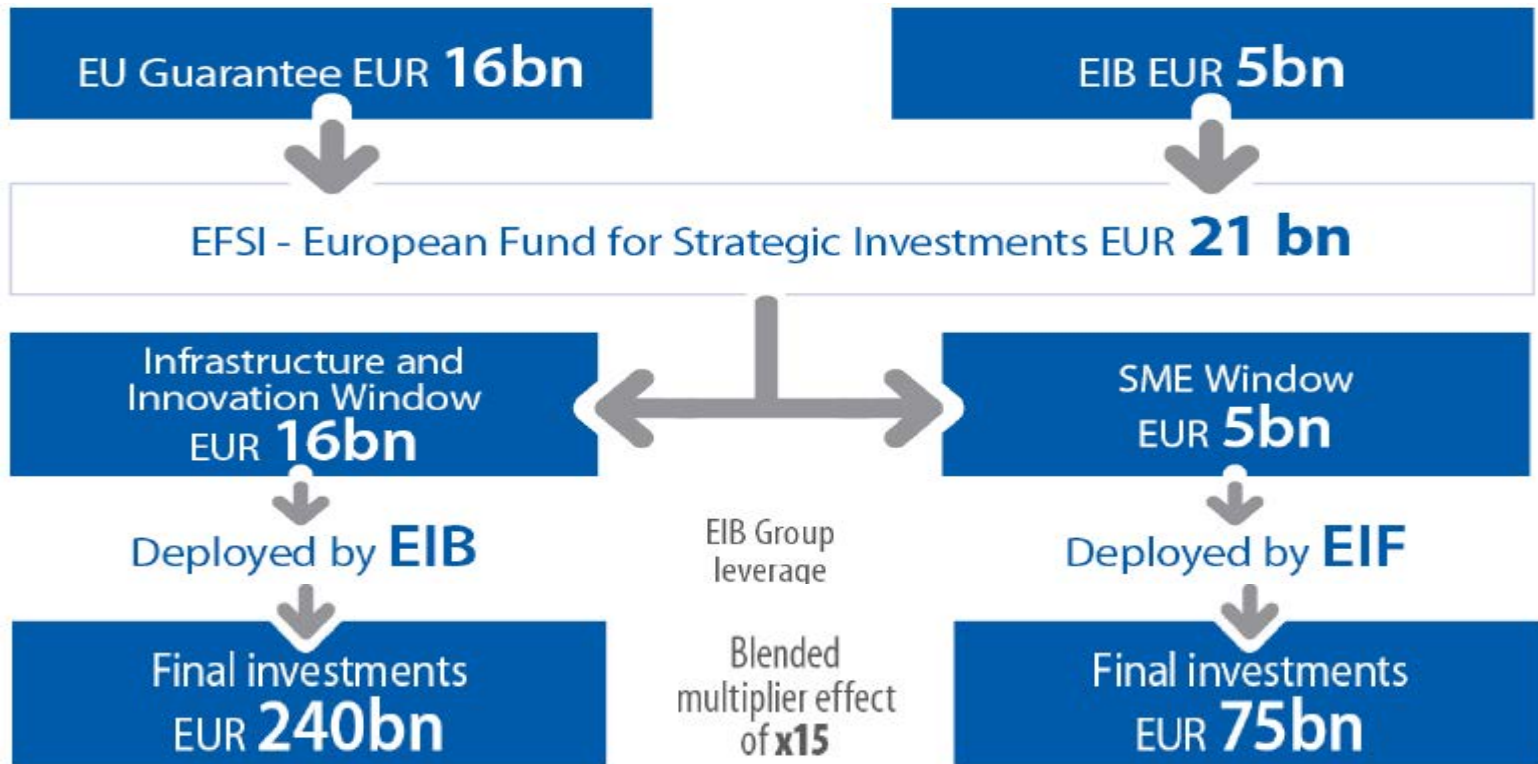 EU Guarantee EUR 16bn
EIB EUR 5bn
EFSI - European Fund for Strategic Investments EUR 21 bn
Infrastructure and
Innovation Window
EUR 16bn
SME Window
EUR 5bn
Deployed by EIB
EIB Group
leverage
Deployed by EIF
Final investments
EUR 240bn
Blended
multiplier effect
of x15
Final investments
EUR 75bn